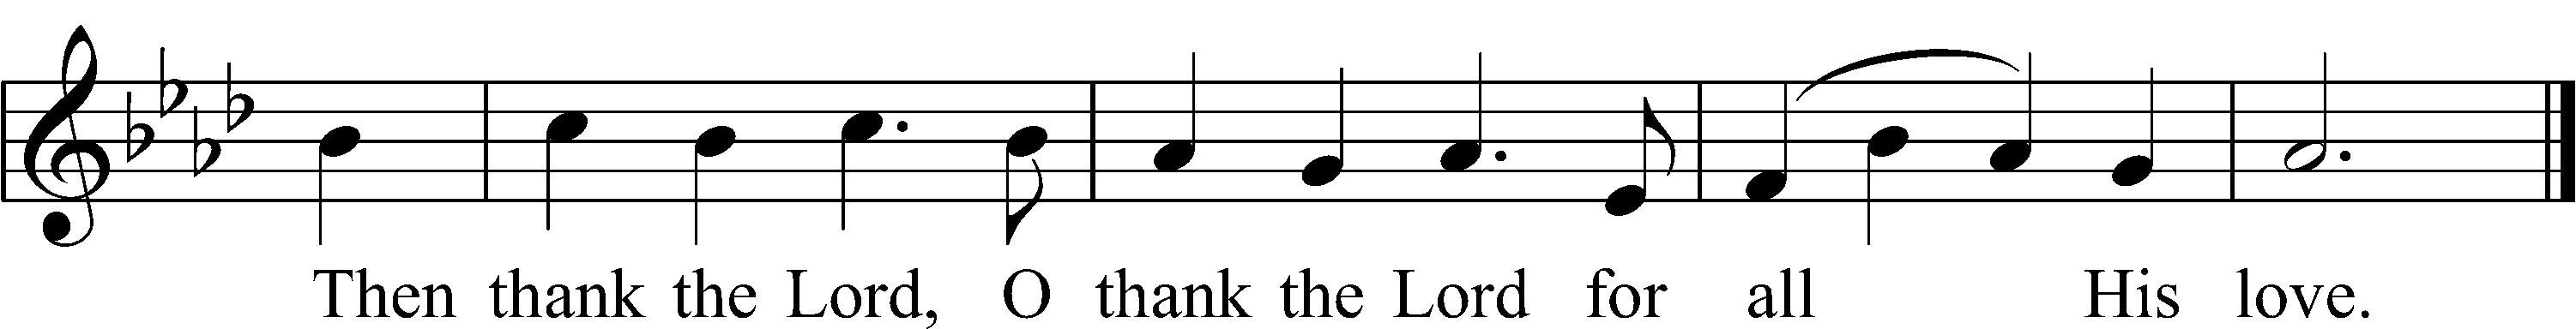 Then thank the Lord, O thank the Lord for all His love.